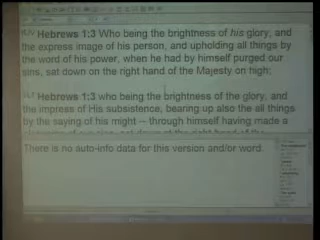 Hebrews 1:3 Who being the brightness of his glory, and
the express image of his person, and upholding all things by
the word of his power, when he had by himself purged our
sins, sat down on the right hand of the Majesty on high;
Hebrews 1:3 who being the brightness of the glory, and
the impress of His subsistence, bearing up also the all things
by the saying of his might -- through himself having made a
There is no auto-info data for this version and/or word.